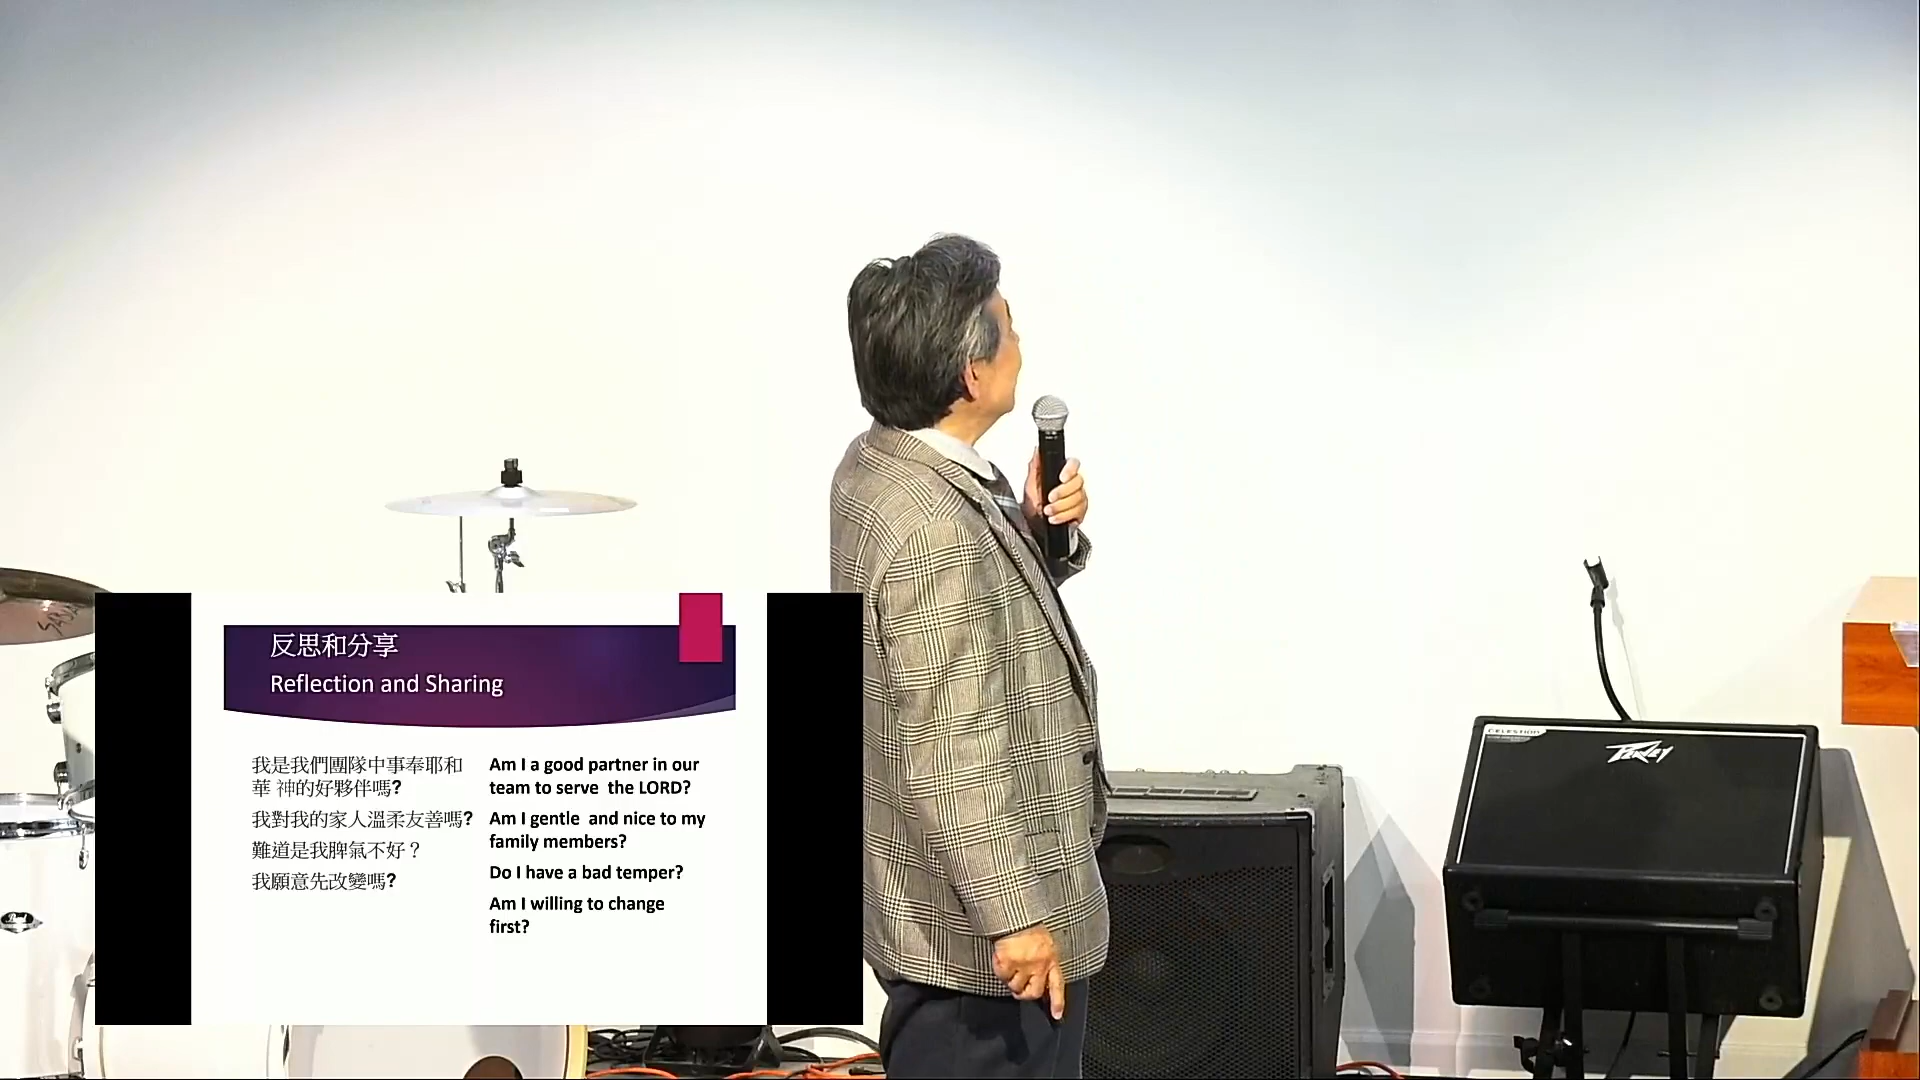 反思和分享
Reflection and Sharing
我是我們團隊中事奉耶和
華 神的好夥伴嗎?
我對我的家人溫柔友善嗎?
難道是我脾氣不好？
我願意先改變嗎?
Am I a good partner in our
team to serve the LORD?
Am I gentle and nice to my
family members?
Do I have a bad temper?
Am I willing to change
first?
CELESTION
PEAVEY
Pearl